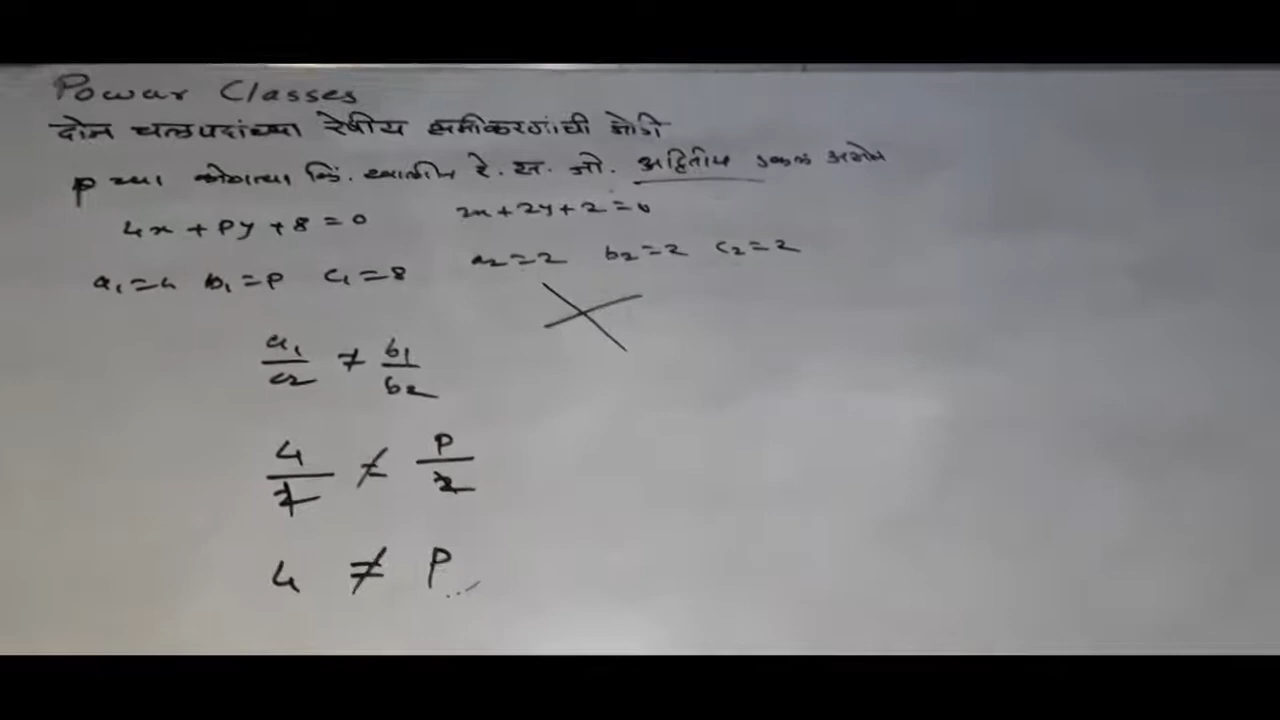 Powar Classes
दोन चलपदांच्या रेषीय समीकरणांची जोडी
p च्या कोणत्या किं. खालील रे. स. जो. अद्वितीय उकल असेल
4x + Py + 8 = 0 2x + 2y + 2 = 0
a₁ = 4 b₁ = P c₁ = 8 a₂ = 2 b₂ = 2 c₂ = 2
a₁/a₂ ≠ b₁/b₂
4/2 ≠ P/2
4 ≠ P